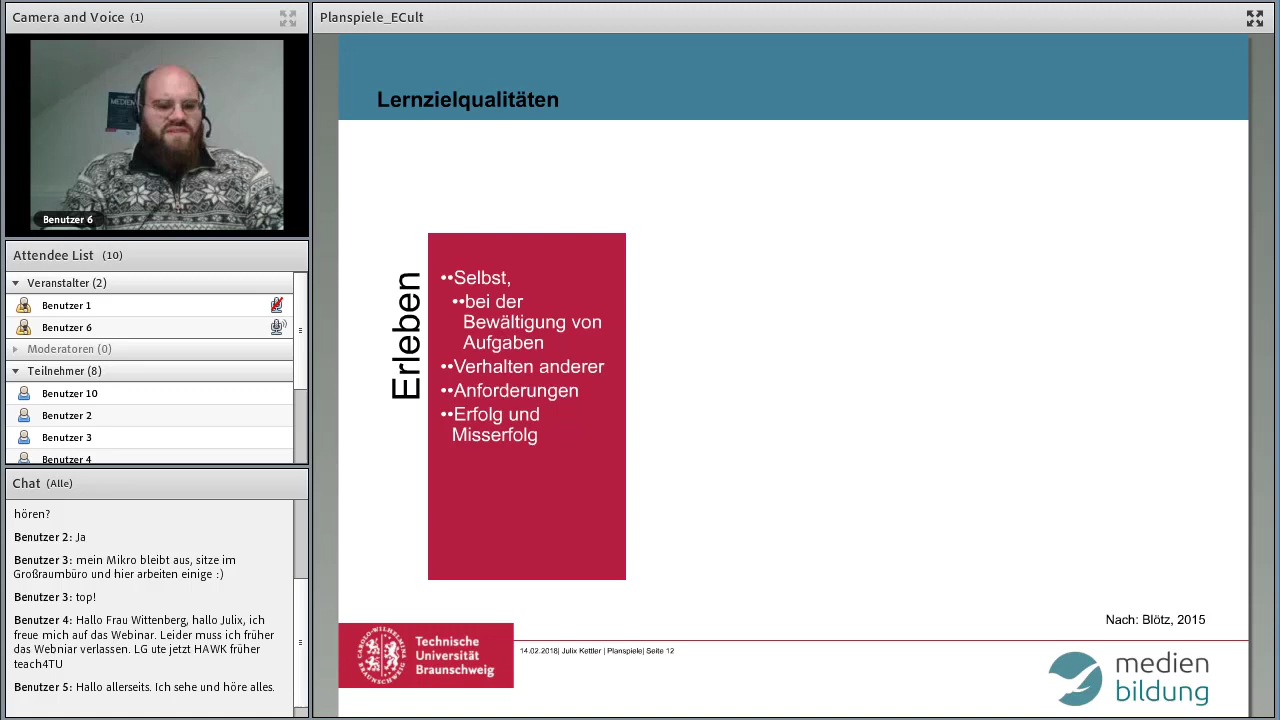 Camera and Voice (1)
Planspiele_ECult
MEDIEN
Benutzer 6
Attendee List (10)
Veranstalter (2)
Benutzer 1
Benutzer 6
Moderatoren (0)
Teilnehmer (8)
Benutzer 10
Benutzer 2
Benutzer 3
Benutzer 4
Chat (Alle)
hören?
Benutzer 2: Ja
Benutzer 3: mein Mikro bleibt aus, sitze im
Großraumbüro und hier arbeiten einige :)
Benutzer 3: top!
Benutzer 4: Hallo Frau Wittenberg, hallo Julix, ich
freue mich auf das Webinar. Leider muss ich früher
das Webniar verlassen. LG ute jetzt HAWK früher
teach4TU
Benutzer 5: Hallo allerseits. Ich sehe und höre alles.
Lernzielqualitäten
Erleben
••Selbst,
••bei der
Bewältigung von
Aufgaben
••Verhalten anderer
••Anforderungen
••Erfolg und
Misserfolg
Nach: Blötz, 2015
Technische
Universität
Braunschweig
14.02.2018| Julix Kettler | Planspiele| Seite 12
medien
bildung